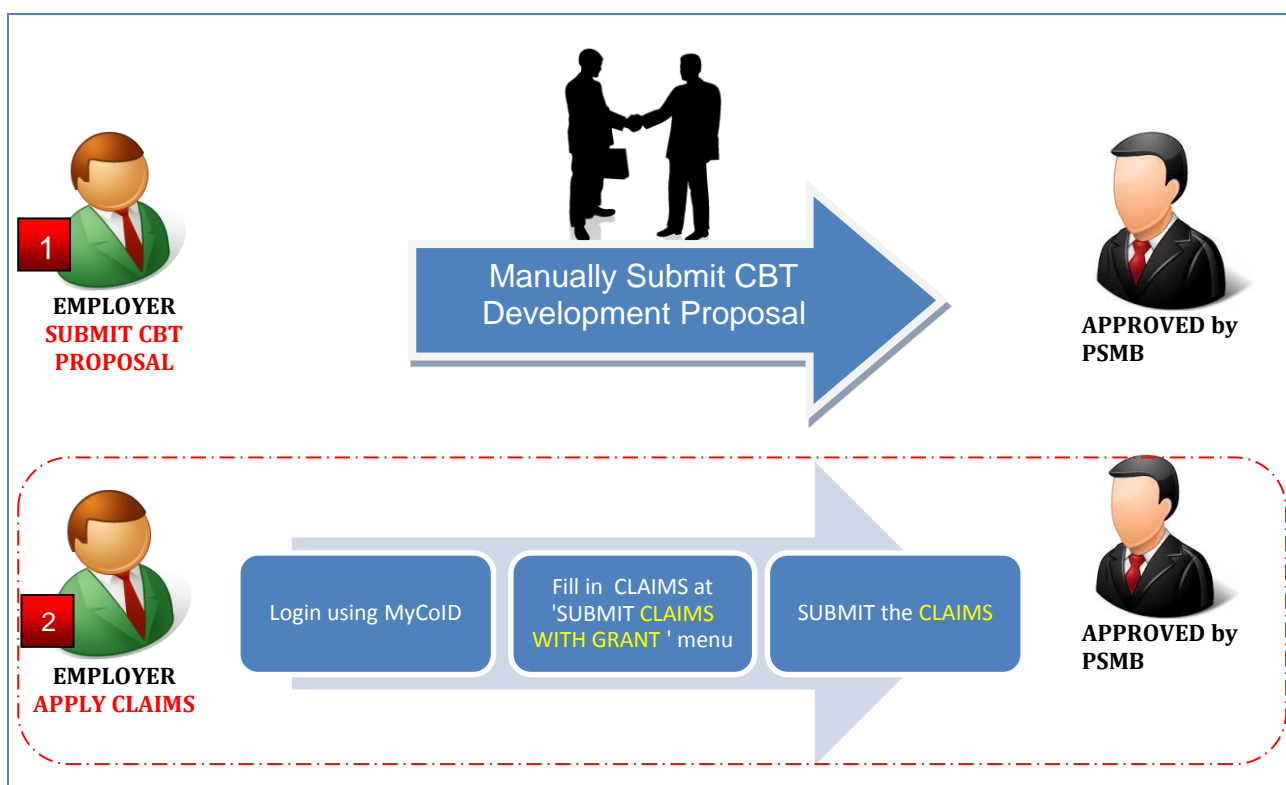 Manually Submit CBT
Development Proposal
1
EMPLOYER
SUBMIT CBT
PROPOSAL
APPROVED by
PSMB
2
EMPLOYER
APPLY CLAIMS
Login using MyCoID
Fill in CLAIMS at
'SUBMIT CLAIMS
WITH GRANT ' menu
SUBMIT the CLAIMS
APPROVED by
PSMB